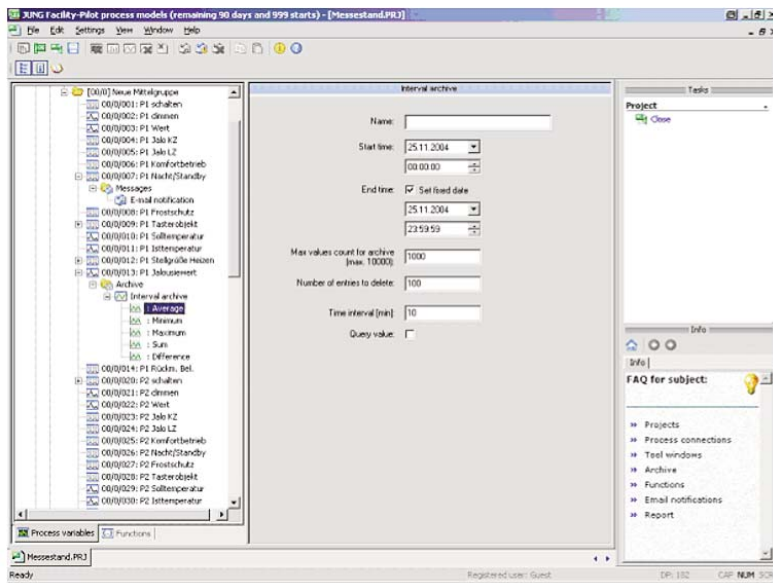 JUNG Facility-Pilot process models (remaining 90 days and 999 starts) - [Messestand.PRJ]
File Edit Settings View Window Help
[00/0] Neue Mittelgruppe
00/0/001: P1 schalten
00/0/002: P1 dimmen
00/0/003: P1 Wert
00/0/004: P1 Jalo KZ
00/0/005: P1 Jalo LZ
00/0/006: P1 Komfortbetrieb
00/0/007: P1 Nacht/Standby
Messages
E-mail notification
00/0/008: P1 Frostschutz
00/0/009: P1 Tasterobjekt
00/0/010: P1 Solltemperatur
00/0/011: P1 Isttemperatur
00/0/012: P1 Stellgröße Heizen
00/0/013: P1 Jalousiewert
Archive
Interval archive
: Average
: Minimum
: Maximum
: Sum
: Difference
00/0/014: P1 Rückm. Bel.
00/0/020: P2 schalten
00/0/021: P2 dimmen
00/0/022: P2 Wert
00/0/023: P2 Jalo KZ
00/0/024: P2 Jalo LZ
00/0/025: P2 Komfortbetrieb
00/0/026: P2 Nacht/Standby
00/0/027: P2 Frostschutz
00/0/028: P2 Tasterobjekt
00/0/029: P2 Solltemperatur
00/0/030: P2 Isttemperatur
Process variables Functions
Interval archive
Name:
Start time: 25.11.2004
00:00:00
End time: Set fixed date
25.11.2004
23:59:59
Max values count for archive
(max. 10000): 1000
Number of entries to delete: 100
Time interval [min] 10
Query value:
Tasks
Project
Close
Info
Info
FAQ for subject:
Projects
Process connections
Tool windows
Archive
Functions
Email notifications
Report
Messestand.PRJ
Ready Registered user: Guest DPs: 182 CAP NUM SCR